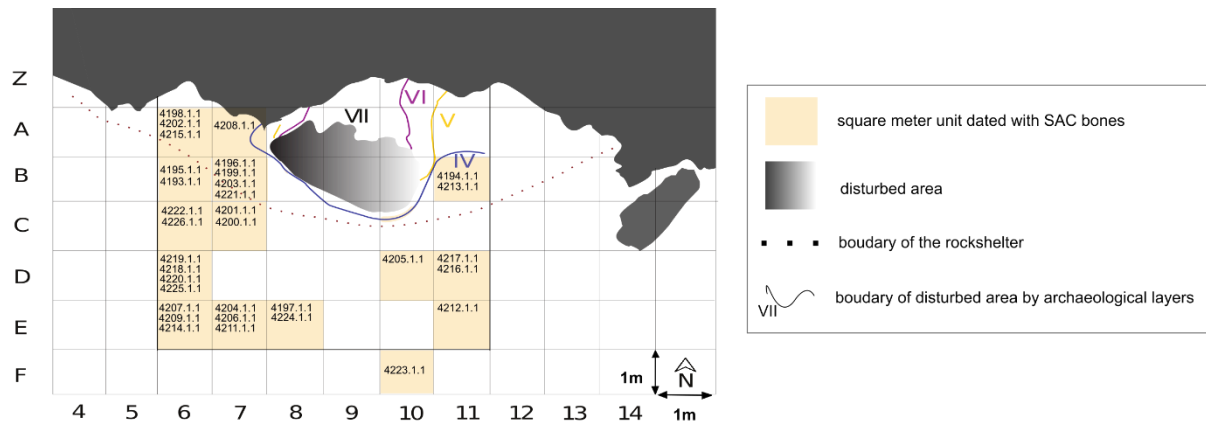 Z
VII
VI
V
A
4198.1.1
4202.1.1
4215.1.1
4208.1.1
B
4195.1.1
4193.1.1
4196.1.1
4199.1.1
4203.1.1
4221.1.1
IV
4194.1.1
4213.1.1
C
4222.1.1
4226.1.1
4201.1.1
4200.1.1
D
4219.1.1
4218.1.1
4220.1.1
4225.1.1
4205.1.1
4217.1.1
4216.1.1
E
4207.1.1
4209.1.1
4214.1.1
4204.1.1
4206.1.1
4211.1.1
4197.1.1
4224.1.1
4212.1.1
F
4223.1.1
1m
N
1m
4 5 6 7 8 9 10 11 12 13 14
square meter unit dated with SAC bones
disturbed area
boudary of the rockshelter
VII
boudary of disturbed area by archaeological layers